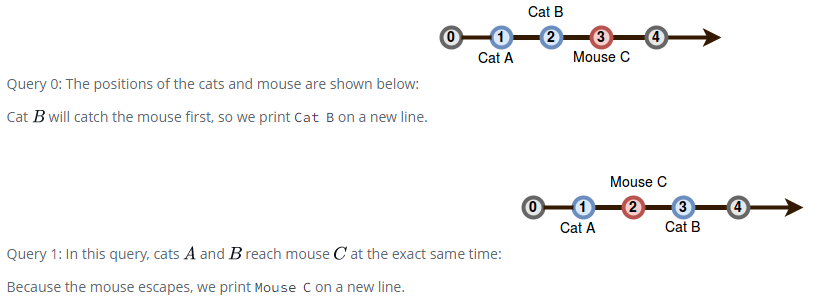 Cat B
0 1 2 3 4
Cat A Mouse C
Query 0: The positions of the cats and mouse are shown below:
Cat B will catch the mouse first, so we print Cat B on a new line.
Mouse C
0 1 2 3 4
Cat A Cat B
Query 1: In this query, cats A and B reach mouse C at the exact same time:
Because the mouse escapes, we print Mouse C on a new line.